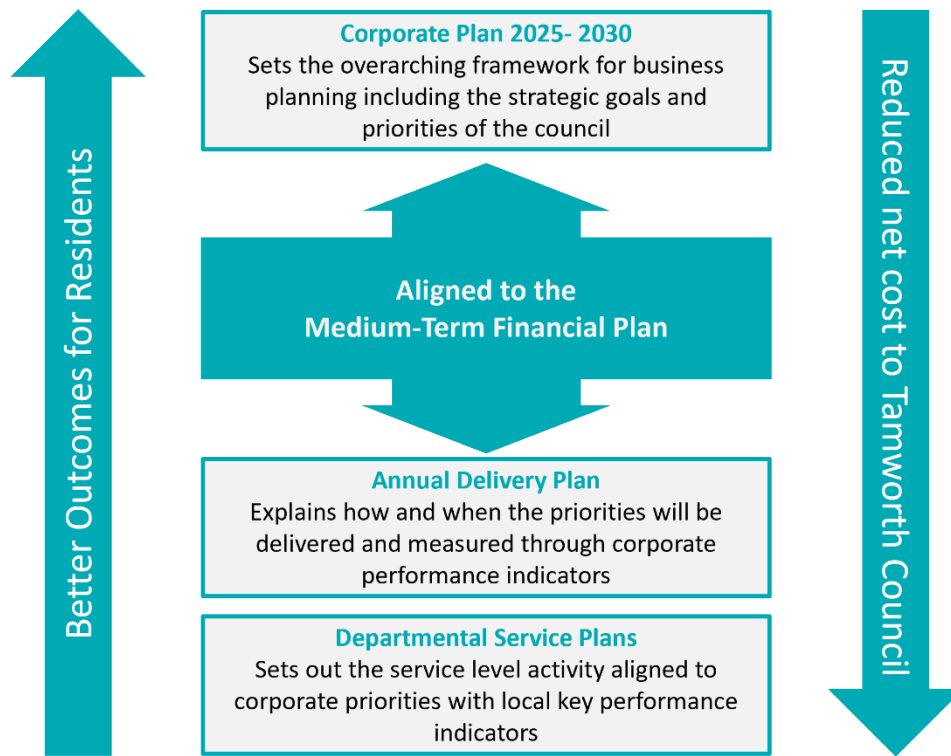 Better Outcomes for Residents
Corporate Plan 2025- 2030
Sets the overarching framework for business
planning including the strategic goals and
priorities of the council
Aligned to the
Medium-Term Financial Plan
Annual Delivery Plan
Explains how and when the priorities will be
delivered and measured through corporate
performance indicators
Departmental Service Plans
Sets out the service level activity aligned to
corporate priorities with local key performance
indicators
Reduced net cost to Tamworth Council